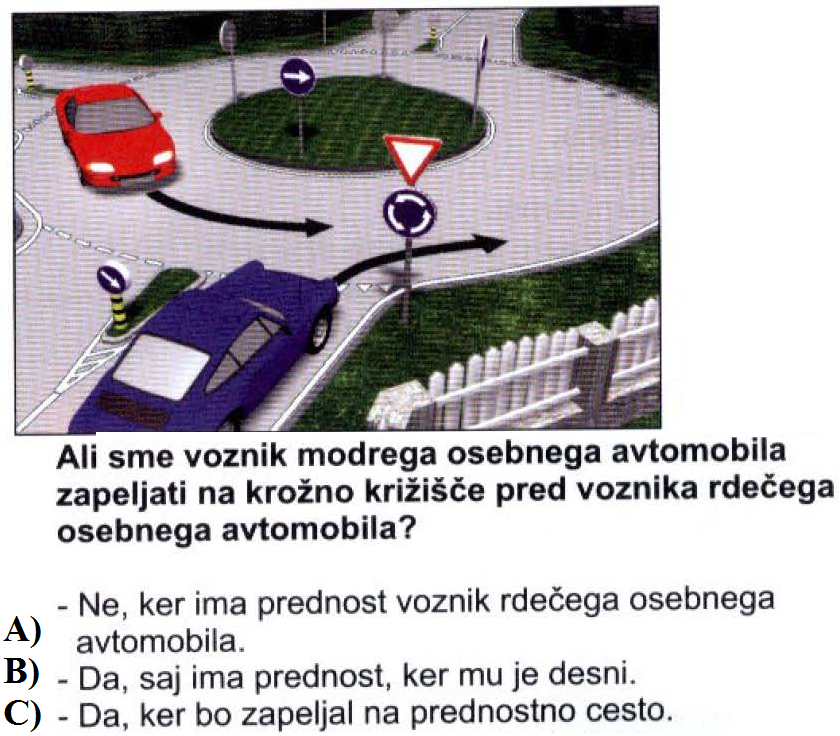 Ali sme voznik modrega osebnega avtomobila
zapeljati na krožno križišče pred voznika rdečega
osebnega avtomobila?
- Ne, ker ima prednost voznik rdečega osebnega
A) avtomobila.
B) - Da, saj ima prednost, ker mu je desni.
C) - Da, ker bo zapeljal na prednostno cesto.